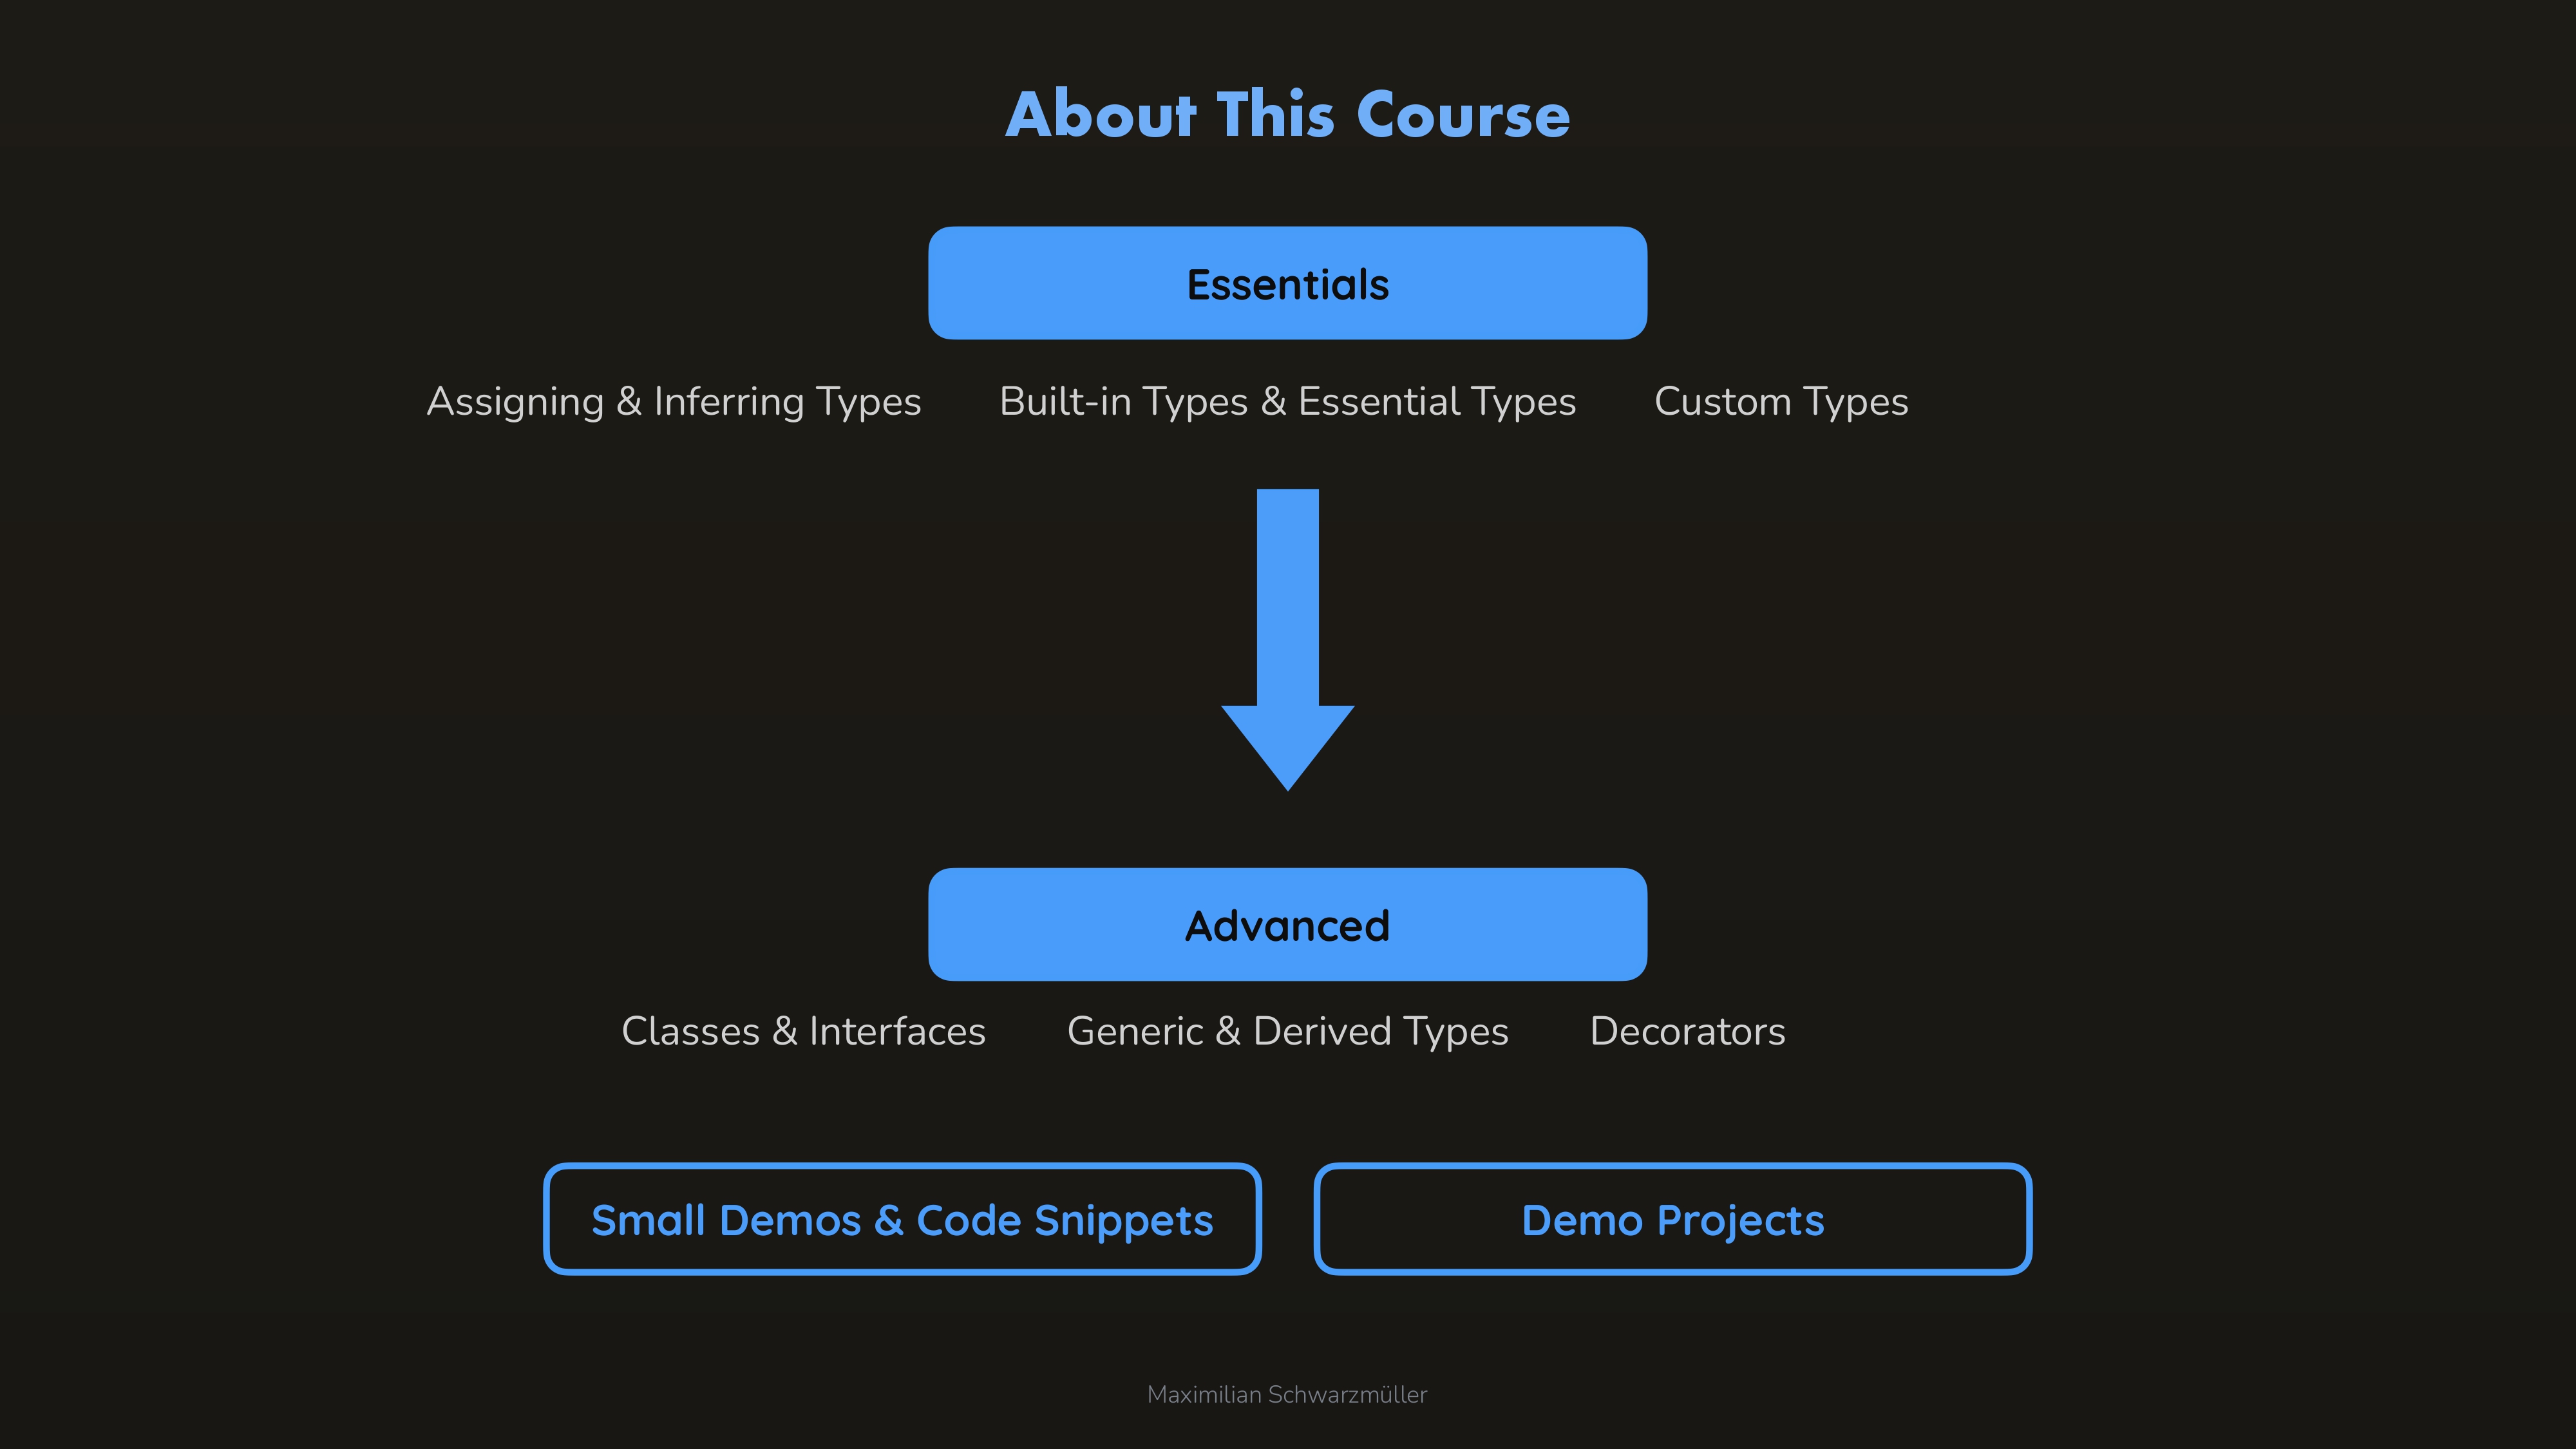 About This Course
Essentials
Assigning & Inferring Types Built-in Types & Essential Types Custom Types
Advanced
Classes & Interfaces Generic & Derived Types Decorators
Small Demos & Code Snippets Demo Projects
Maximilian Schwarzmüller